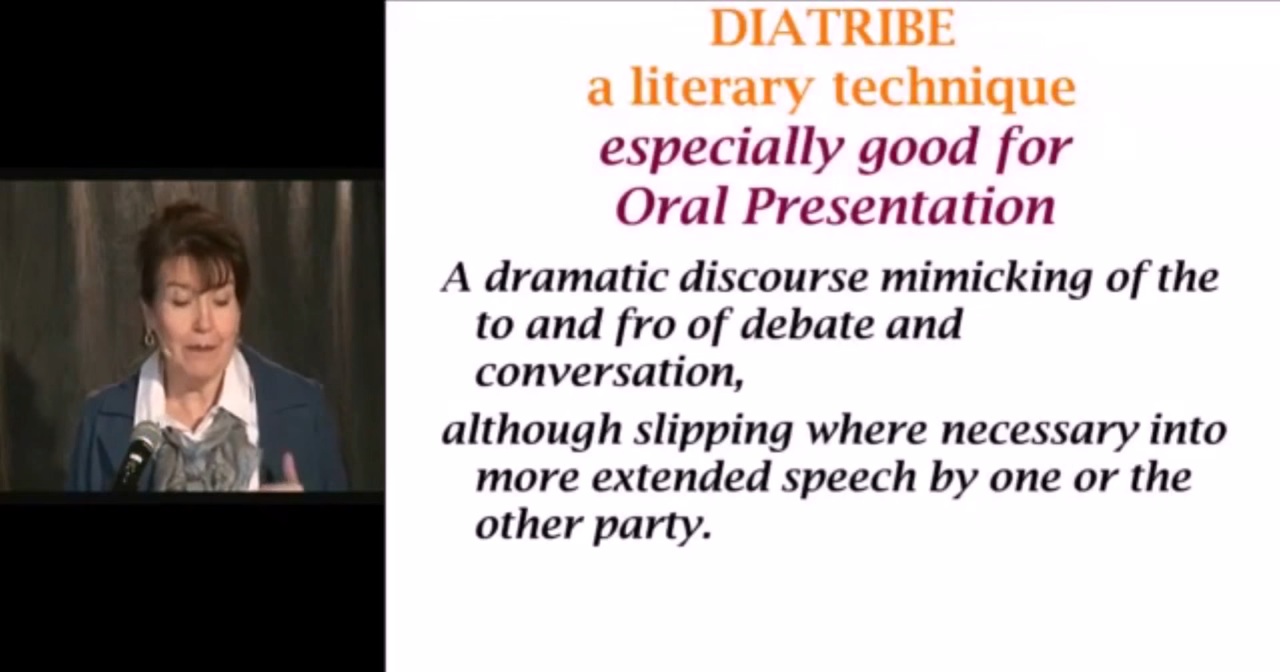 DIATRIBE
a literary technique
especially good for
Oral Presentation
A dramatic discourse mimicking of the
to and fro of debate and
conversation,
although slipping where necessary into
more extended speech by one or the
other party.